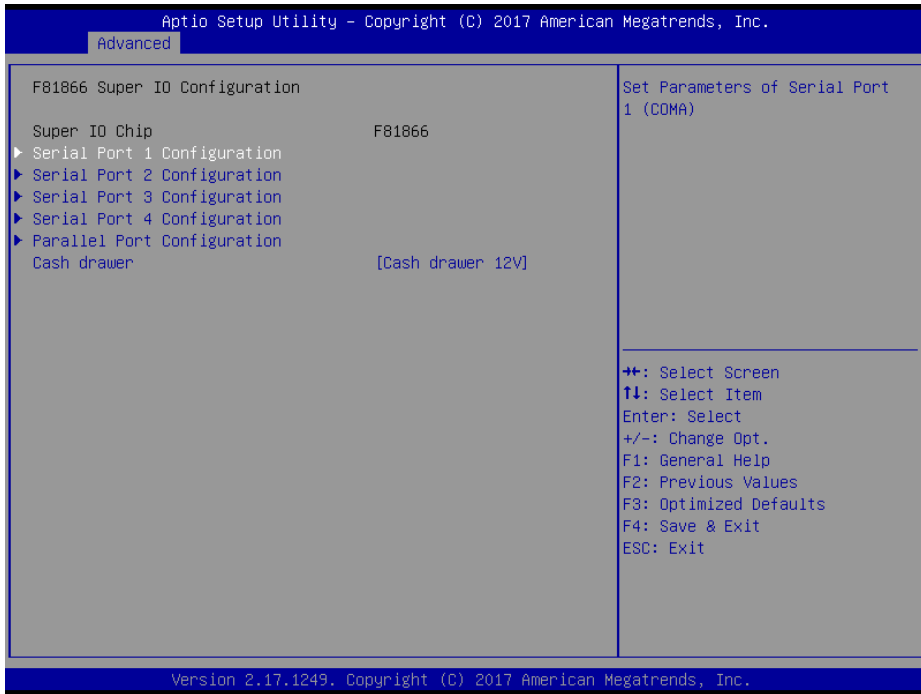 Aptio Setup Utility – Copyright (C) 2017 American Megatrends, Inc.
Advanced
F81866 Super IO Configuration
Super IO Chip F81866
Serial Port 1 Configuration
Serial Port 2 Configuration
Serial Port 3 Configuration
Serial Port 4 Configuration
Parallel Port Configuration
Cash drawer [Cash drawer 12V]
Set Parameters of Serial Port
1 (COMA)
→←: Select Screen
↑↓: Select Item
Enter: Select
+/-: Change Opt.
F1: General Help
F2: Previous Values
F3: Optimized Defaults
F4: Save & Exit
ESC: Exit
Version 2.17.1249. Copyright (C) 2017 American Megatrends, Inc.